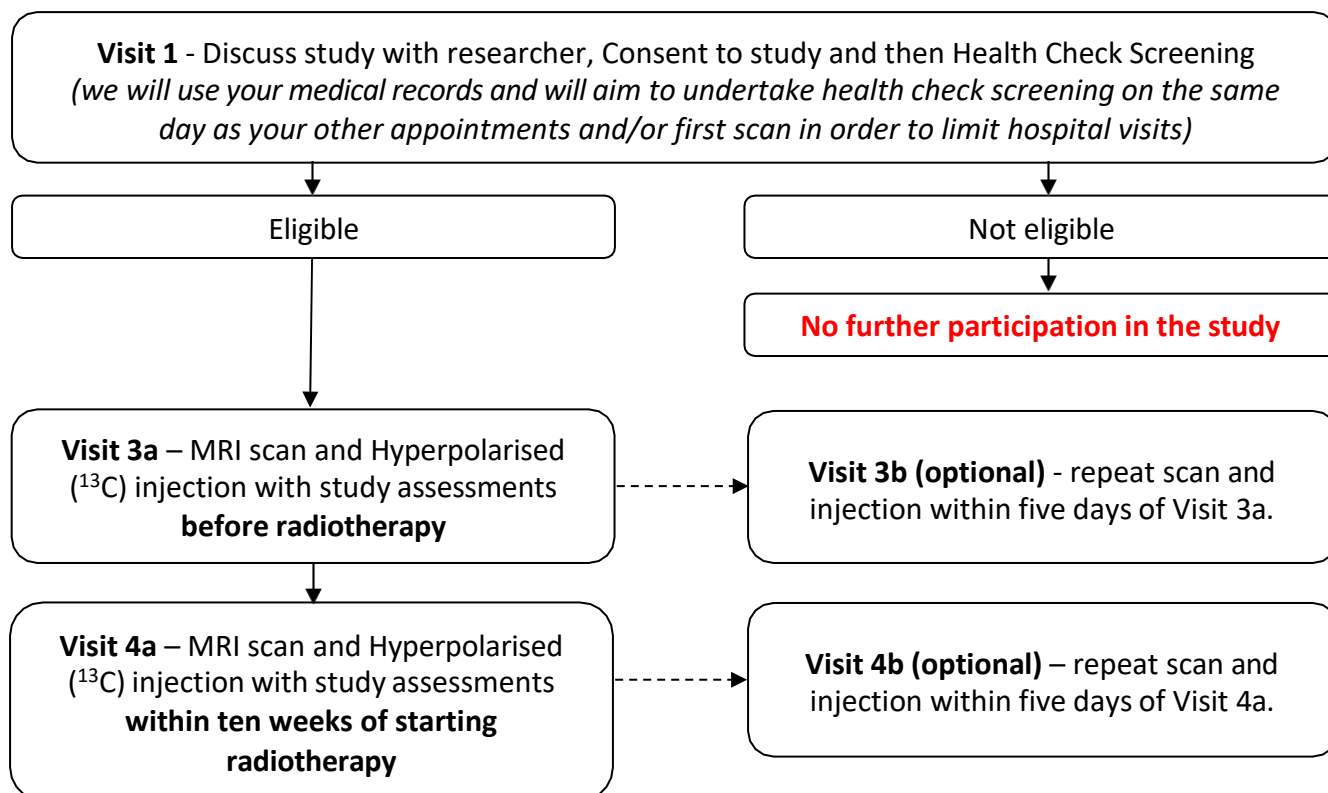 Visit 1 - Discuss study with researcher, Consent to study and then Health Check Screening
(we will use your medical records and will aim to undertake health check screening on the same
day as your other appointments and/or first scan in order to limit hospital visits)
Eligible
Not eligible
No further participation in the study
Visit 3a – MRI scan and Hyperpolarised
(¹³C) injection with study assessments
before radiotherapy
Visit 3b (optional) - repeat scan and
injection within five days of Visit 3a.
Visit 4a – MRI scan and Hyperpolarised
(¹³C) injection with study assessments
within ten weeks of starting
radiotherapy
Visit 4b (optional) – repeat scan and
injection within five days of Visit 4a.